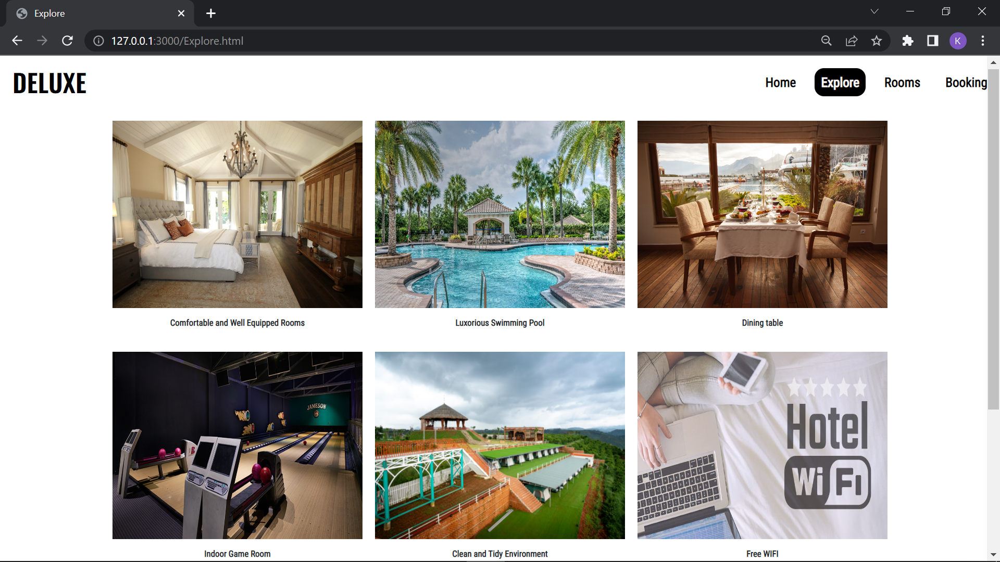 Explore
127.0.0.1:3000/Explore.html
K
DELUXE
Home Explore Rooms Booking
Comfortable and Well Equipped Rooms
Luxorious Swimming Pool
Dining table
JAMESON
Hotel
WiFi
Indoor Game Room
Clean and Tidy Environment
Free WIFI